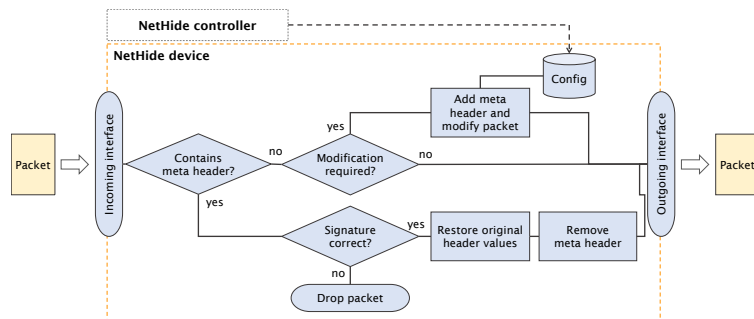 NetHide controller
NetHide device
Config
Packet
Incoming interface
Contains
meta header?
no
yes
Modification
required?
yes
no
Add meta
header and
modify packet
Signature
correct?
yes
no
Drop packet
Restore original
header values
Remove
meta header
Outgoing interface
Packet